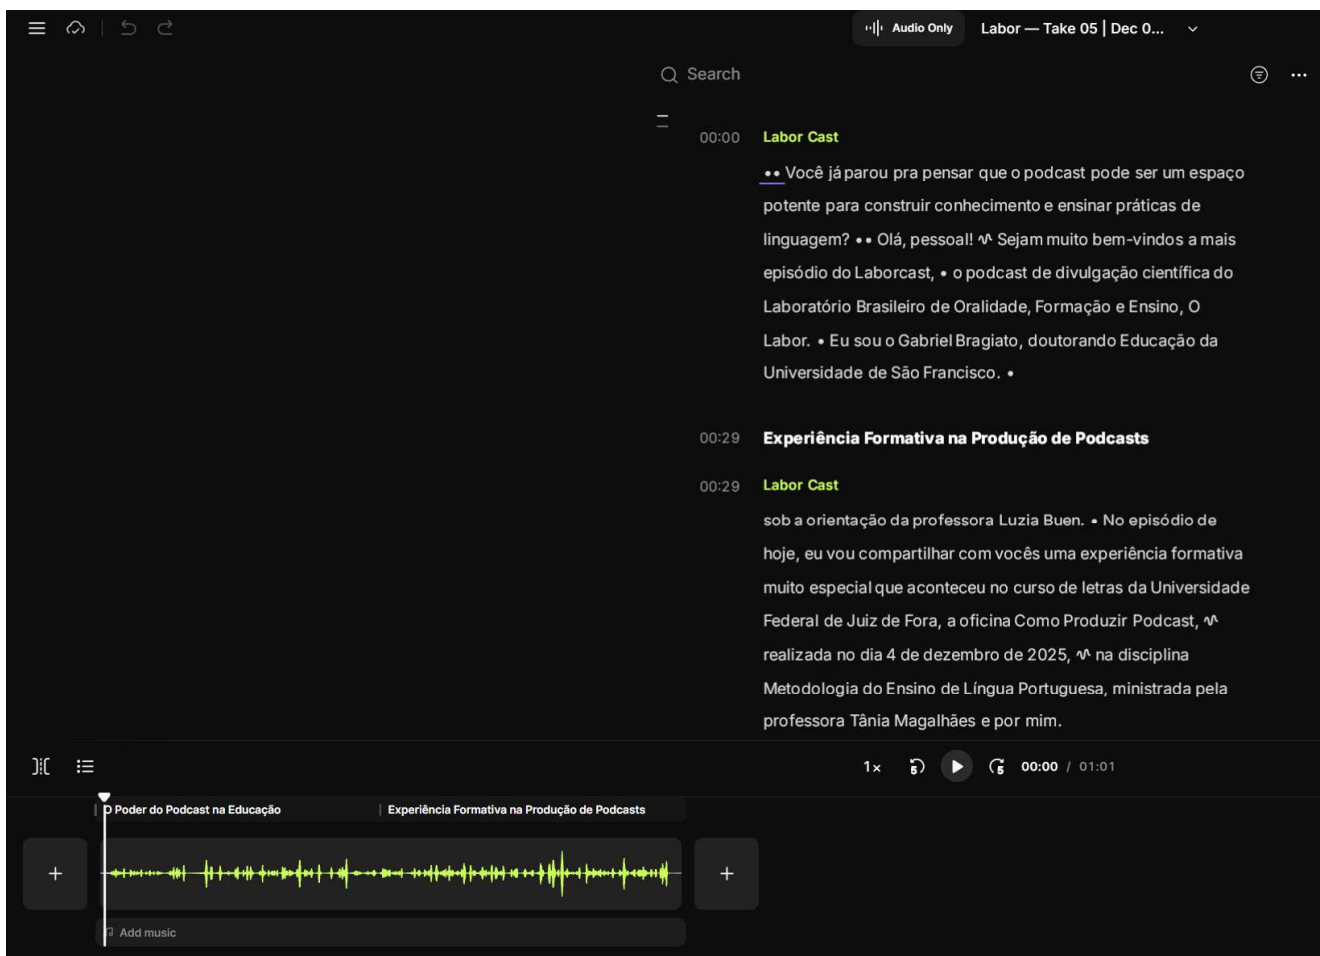 Audio Only
Labor — Take 05 | Dec 0...
Search
00:00 Labor Cast
•• Você já parou pra pensar que o podcast pode ser um espaço
potente para construir conhecimento e ensinar práticas de
linguagem? •• Olá, pessoal! Sejam muito bem-vindos a mais
episódio do Laborcast, • o podcast de divulgação científica do
Laboratório Brasileiro de Oralidade, Formação e Ensino, O
Labor. • Eu sou o Gabriel Bragiato, doutorando Educação da
Universidade de São Francisco. •
00:29 Experiência Formativa na Produção de Podcasts
00:29 Labor Cast
sob a orientação da professora Luzia Buen. • No episódio de
hoje, eu vou compartilhar com vocês uma experiência formativa
muito especial que aconteceu no curso de letras da Universidade
Federal de Juiz de Fora, a oficina Como Produzir Podcast,
realizada no dia 4 de dezembro de 2025, na disciplina
Metodologia do Ensino de Língua Portuguesa, ministrada pela
professora Tânia Magalhães e por mim.
1× 5 5 00:00 / 01:01
O Poder do Podcast na Educação
Experiência Formativa na Produção de Podcasts
Add music